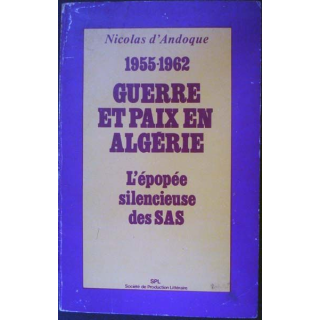 Nicolas d'Andoque
1955-1962
GUERRE
ET PAIX EN
ALGÉRIE
L'épopée
silencieuse
des SAS
SPL
Société de Production Littéraire